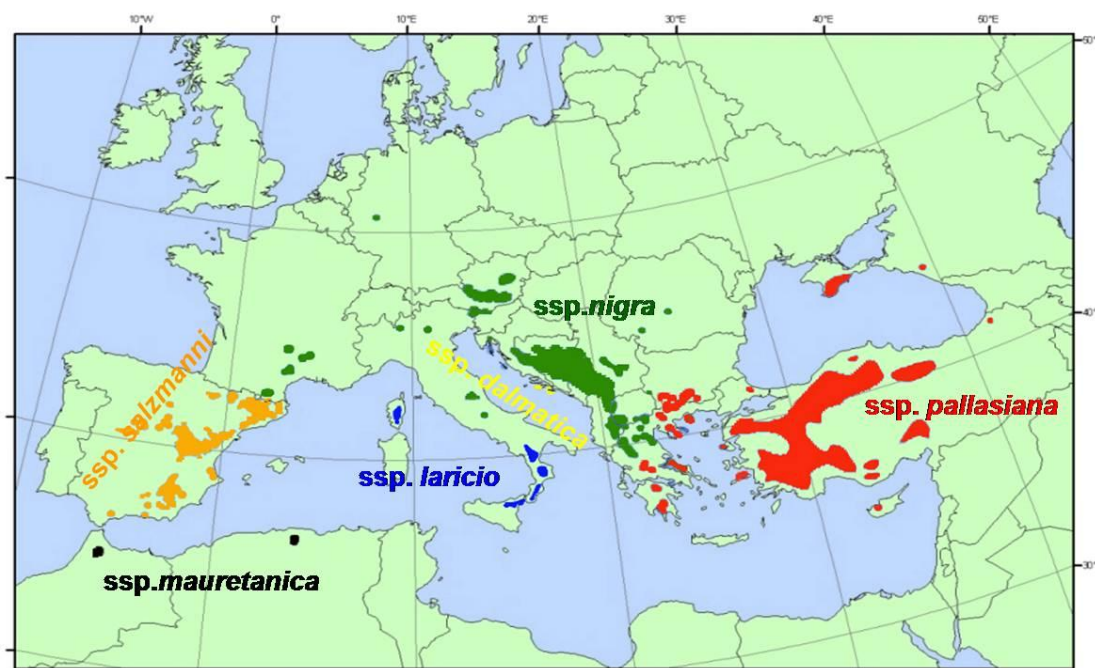 10°W
0°
10°E
20°E
30°E
40°E
50°E
50°N
40°N
30°N
ssp.nigra
ssp. salzmanni
ssp. dalmatica
ssp. pallasiana
ssp. laricio
ssp.mauretanica